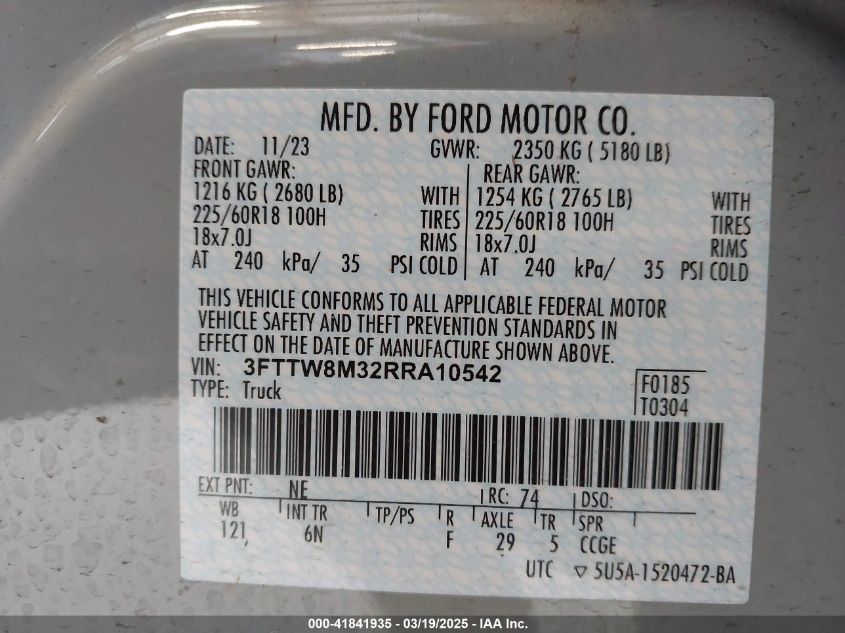 MFD. BY FORD MOTOR CO.
DATE: 11/23 GVWR: 2350 KG ( 5180 LB)
FRONT GAWR: REAR GAWR:
1216 KG ( 2680 LB) WITH 1254 KG ( 2765 LB) WITH
225/60R18 100H TIRES 225/60R18 100H TIRES
18x7.0J RIMS 18x7.0J RIMS
AT 240 kPa/ 35 PSI COLD AT 240 kPa/ 35 PSI COLD
THIS VEHICLE CONFORMS TO ALL APPLICABLE FEDERAL MOTOR
VEHICLE SAFETY AND THEFT PREVENTION STANDARDS IN
EFFECT ON THE DATE OF MANUFACTURE SHOWN ABOVE.
VIN: 3FTTW8M32RRA10542
TYPE: Truck
F0185
T0304
EXT PNT: NE RC: 74 DSO:
WB INT TR TP/PS R AXLE TR SPR
121 6N F 29 5 CCGE
UTC ▽ 5U5A-1520472-BA
000-41841935 - 03/19/2025 - IAA Inc.